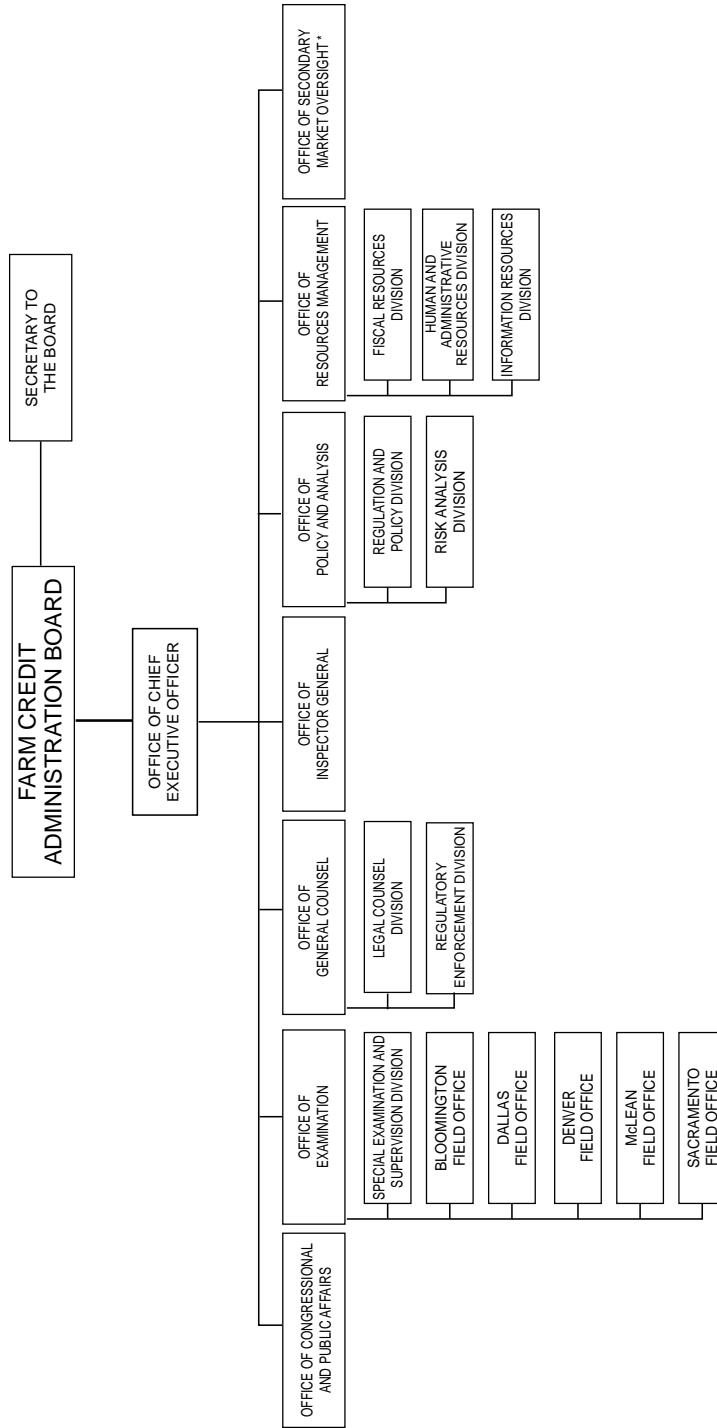 FARM CREDIT
ADMINISTRATION BOARD
SECRETARY TO
THE BOARD
OFFICE OF CHIEF
EXECUTIVE OFFICER
OFFICE OF CONGRESSIONAL
AND PUBLIC AFFAIRS
OFFICE OF
EXAMINATION
SPECIAL EXAMINATION AND
SUPERVISION DIVISION
BLOOMINGTON
FIELD OFFICE
DALLAS
FIELD OFFICE
DENVER
FIELD OFFICE
McLEAN
FIELD OFFICE
SACRAMENTO
FIELD OFFICE
OFFICE OF
GENERAL COUNSEL
LEGAL COUNSEL
DIVISION
REGULATORY
ENFORCEMENT DIVISION
OFFICE OF
INSPECTOR GENERAL
OFFICE OF
POLICY AND ANALYSIS
REGULATION AND
POLICY DIVISION
RISK ANALYSIS
DIVISION
OFFICE OF
RESOURCES MANAGEMENT
FISCAL RESOURCES
DIVISION
HUMAN AND
ADMINISTRATIVE
RESOURCES DIVISION
INFORMATION RESOURCES
DIVISION
OFFICE OF SECONDARY
MARKET OVERSIGHT*